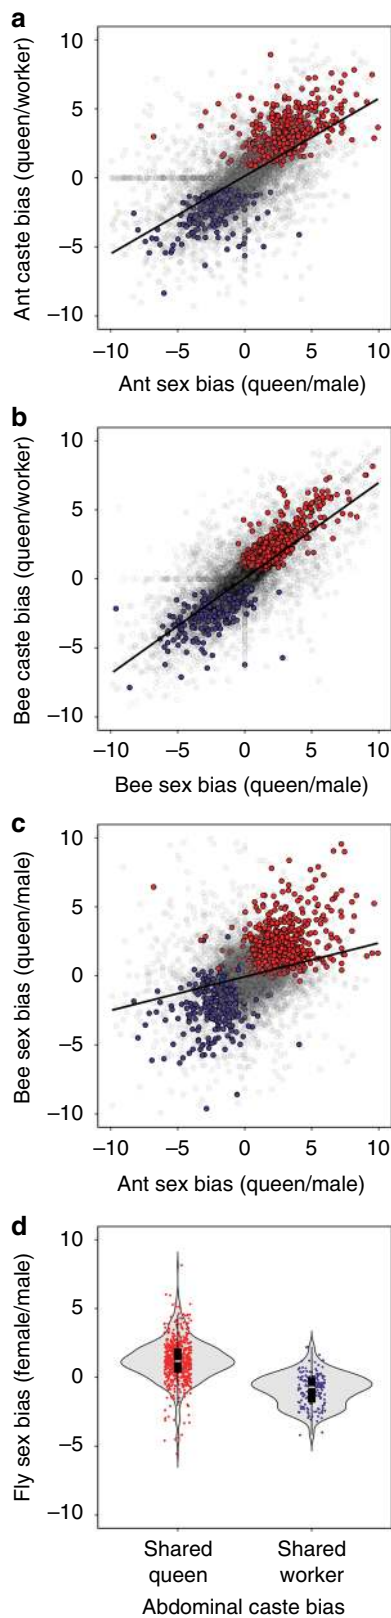 a
Ant caste bias (queen/worker)
10
5
0
−5
−10
−10 −5 0 5 10
Ant sex bias (queen/male)
b
Bee caste bias (queen/worker)
10
5
0
−5
−10
−10 −5 0 5 10
Bee sex bias (queen/male)
c
Bee sex bias (queen/male)
10
5
0
−5
−10
−10 −5 0 5 10
Ant sex bias (queen/male)
d
Fly sex bias (female/male)
10
5
0
−5
−10
Shared Shared
queen worker
Abdominal caste bias